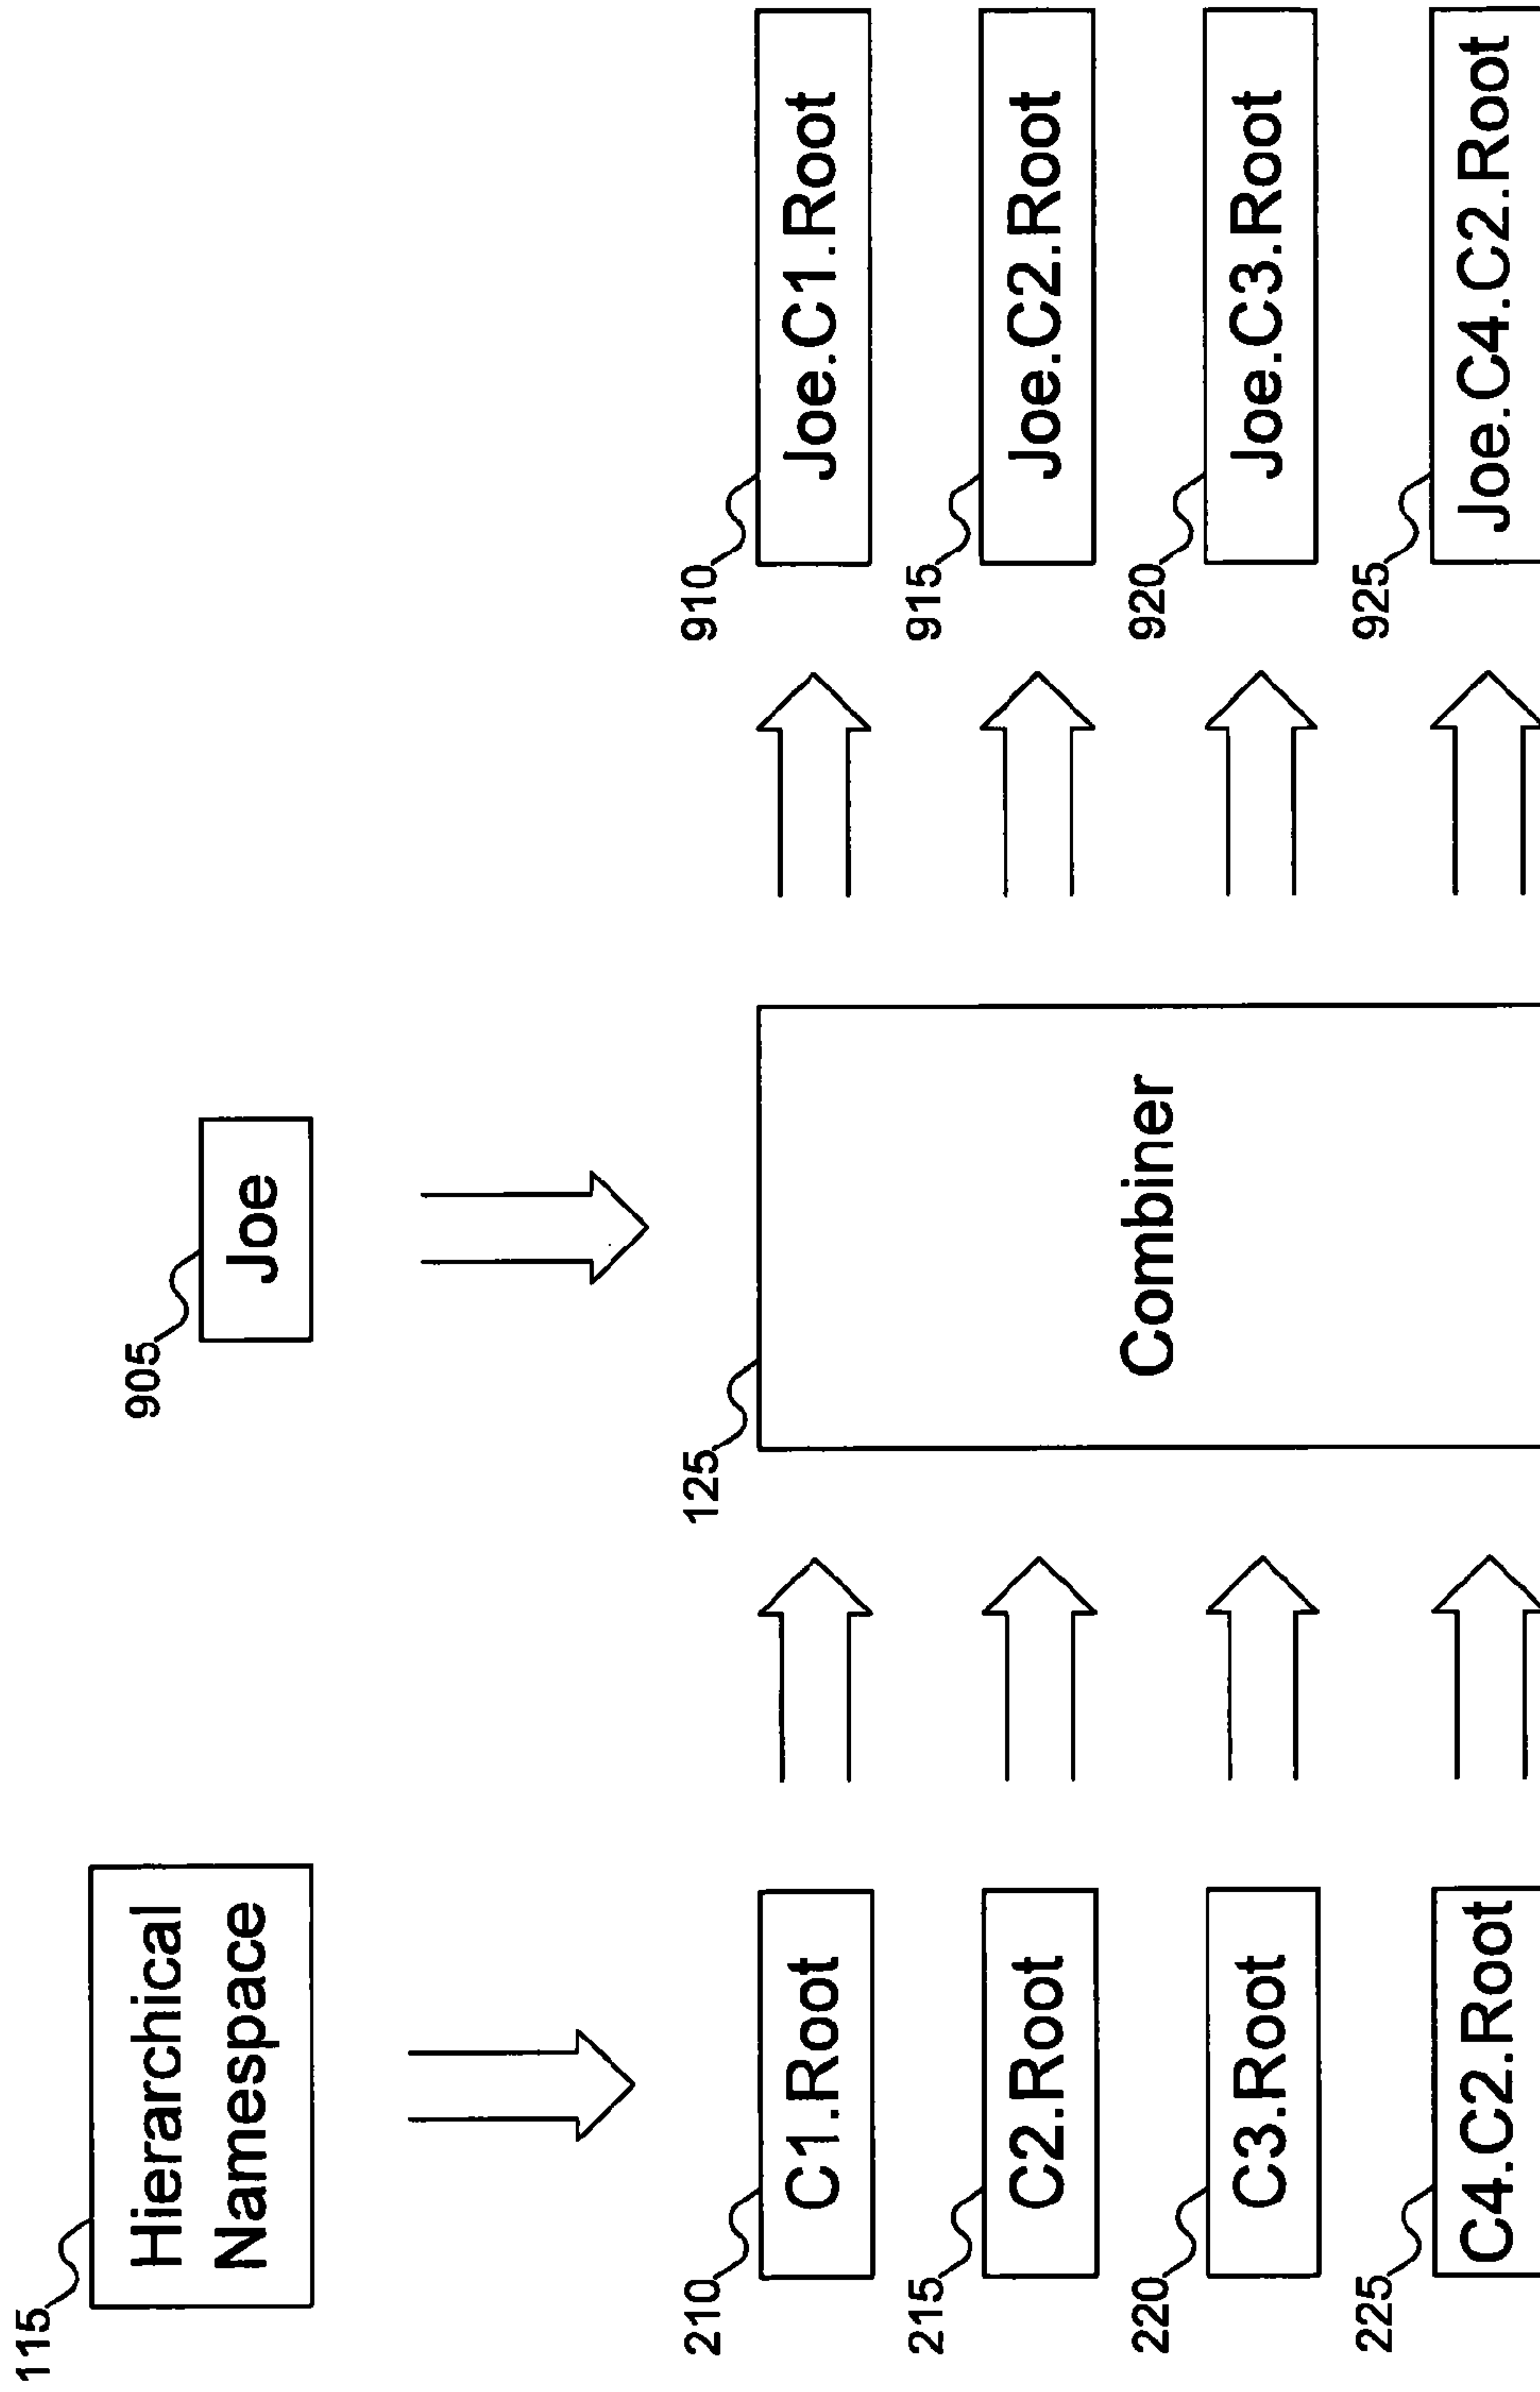 115
Hierarchical
Namespace
905
Joe
210
C1.Root
215
C2.Root
220
C3.Root
225
C4.C2.Root
125
Combiner
910
Joe.C1.Root
915
Joe.C2.Root
920
Joe.C3.Root
925
Joe.C4.C2.Root